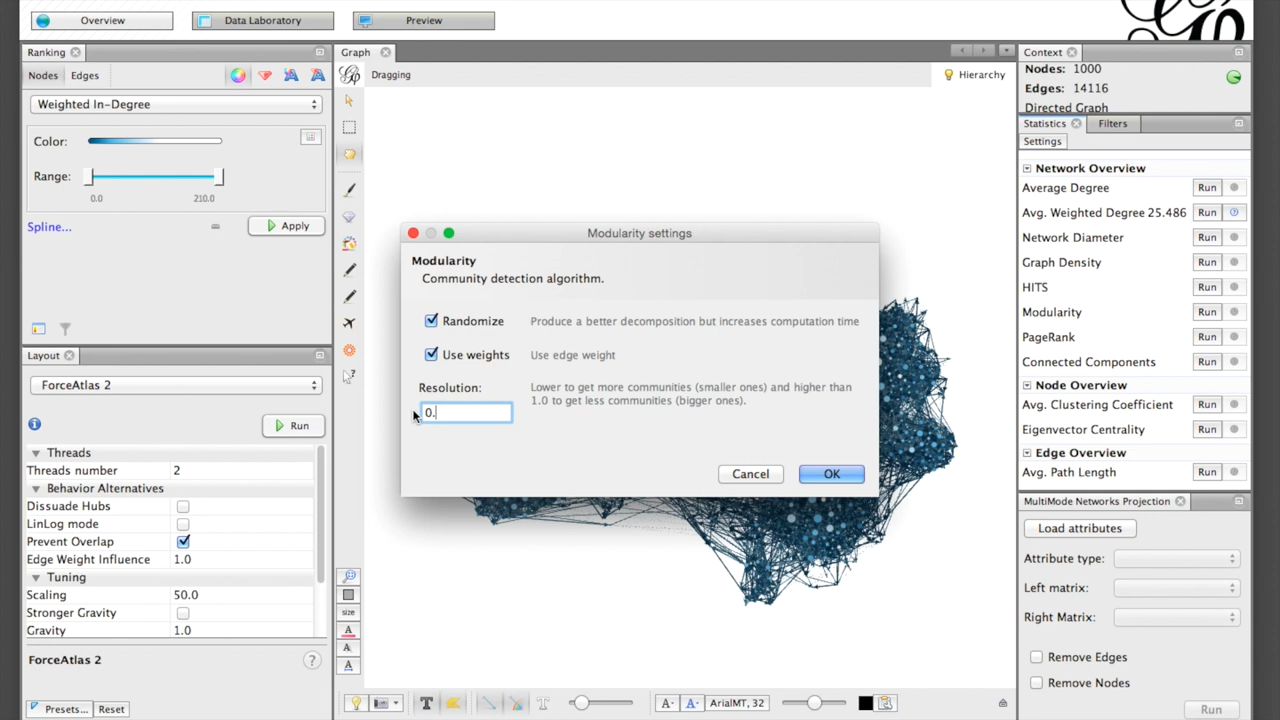 Overview
Data Laboratory
Preview
Ranking
Nodes
Edges
Weighted In-Degree
Color:
Range:
0.0
210.0
Spline...
Apply
Layout
ForceAtlas 2
Run
Threads
Threads number 2
Behavior Alternatives
Dissuade Hubs
LinLog mode
Prevent Overlap
Edge Weight Influence 1.0
Tuning
Scaling 50.0
Stronger Gravity
Gravity 1.0
ForceAtlas 2
?
Presets...
Reset
Graph
Dragging
Hierarchy
size
A
A
A
Modularity settings
Modularity
Community detection algorithm.
Randomize Produce a better decomposition but increases computation time
Use weights Use edge weight
Resolution: Lower to get more communities (smaller ones) and higher than
1.0 to get less communities (bigger ones).
0.
Cancel
OK
T
T
A
A
ArialMT, 32
Context
Nodes: 1000
Edges: 14116
Directed Graph
Statistics
Filters
Settings
Network Overview
Average Degree Run
Avg. Weighted Degree 25.486 Run
Network Diameter Run
Graph Density Run
HITS Run
Modularity Run
PageRank Run
Connected Components Run
Node Overview
Avg. Clustering Coefficient Run
Eigenvector Centrality Run
Edge Overview
Avg. Path Length Run
MultiMode Networks Projection
Load attributes
Attribute type:
Left matrix:
Right Matrix:
Remove Edges
Remove Nodes
Run